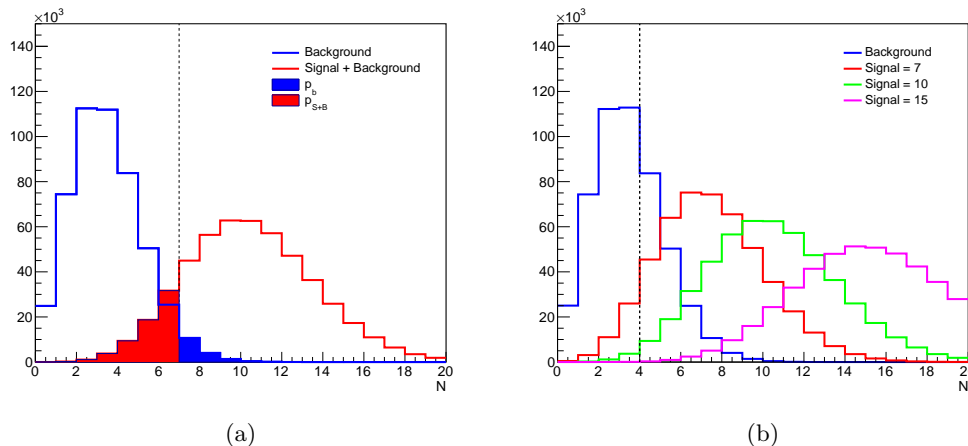 ×10³
140
120
100
80
60
40
20
0
0 2 4 6 8 10 12 14 16 18 20
N
Background
Signal + Background
p_b
p_{S+B}
(a)
×10³
140
120
100
80
60
40
20
0
0 2 4 6 8 10 12 14 16 18 20
N
Background
Signal = 7
Signal = 10
Signal = 15
(b)